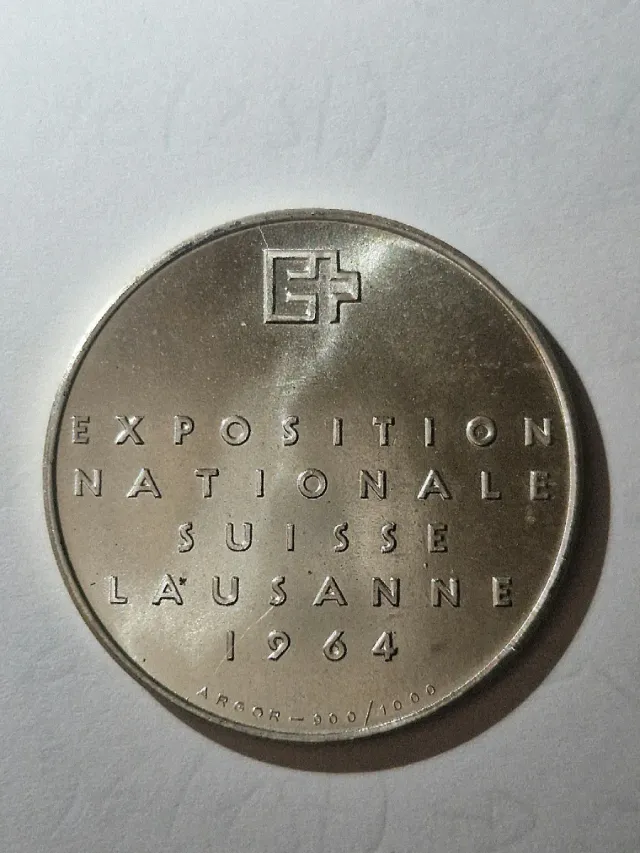 E+
EXPOSITION
NATIONALE
SUISSE
LAUSANNE
1964
ARGOR-900/1000